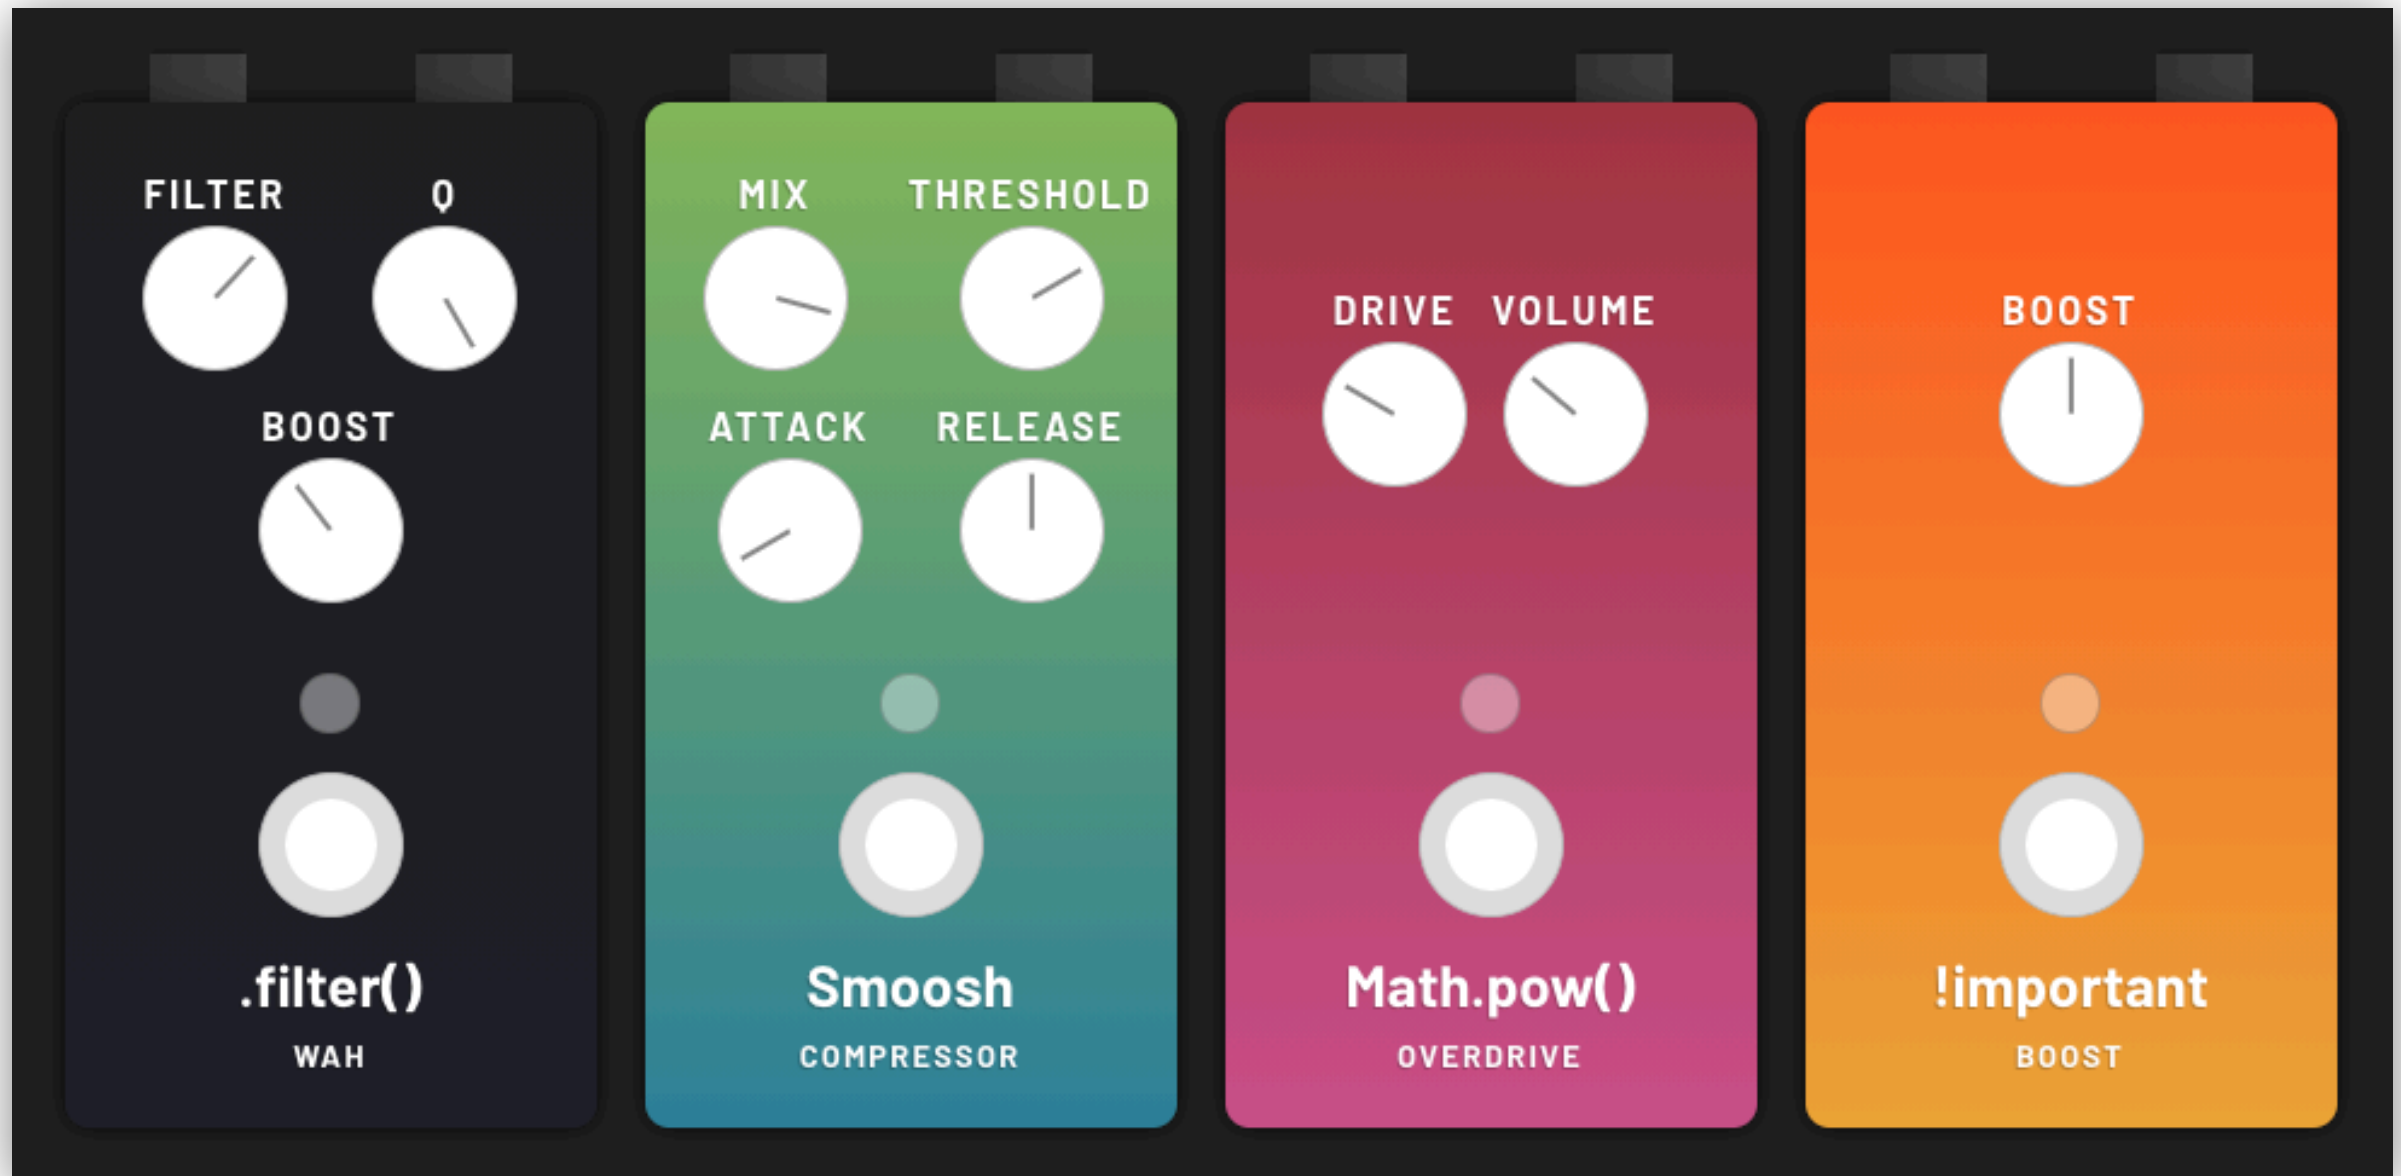 FILTER Q
BOOST
.filter()
WAH
MIX THRESHOLD
ATTACK RELEASE
Smoosh
COMPRESSOR
DRIVE VOLUME
Math.pow()
OVERDRIVE
BOOST
!important
BOOST